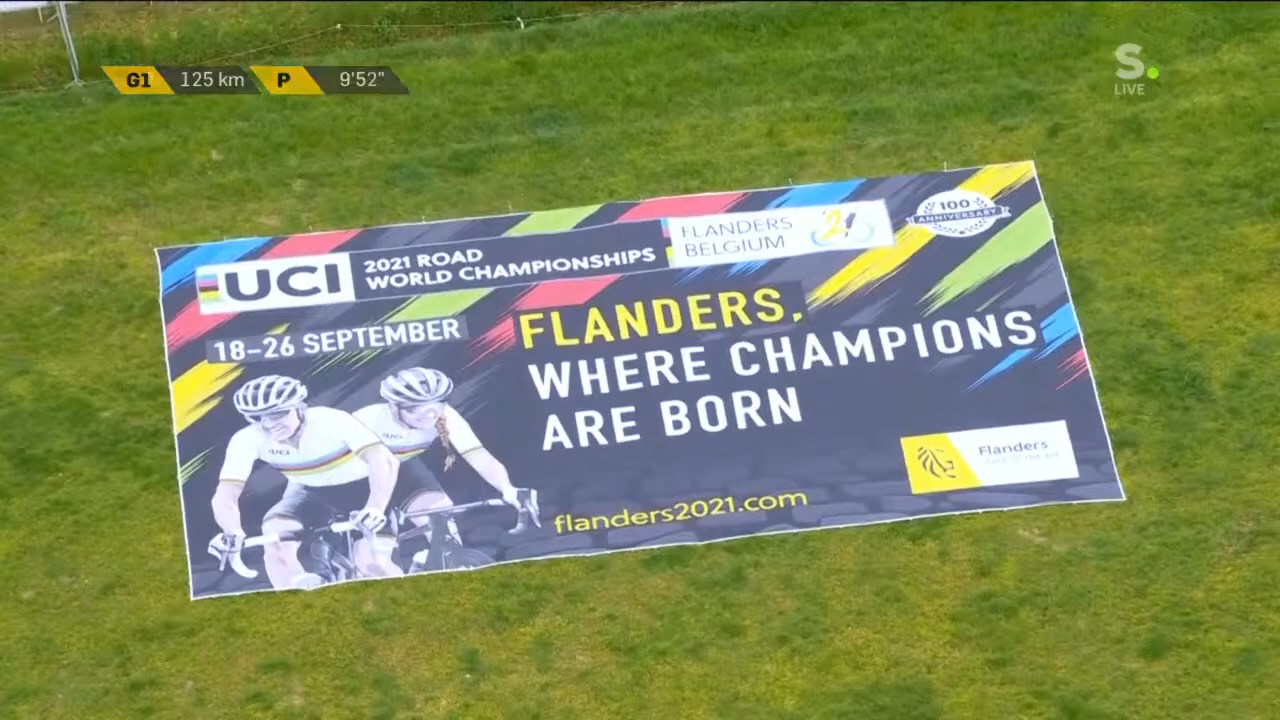 G1 125 km P 9'52"
S.
LIVE
100
ANNIVERSARY
UCI
2021 ROAD
WORLD CHAMPIONSHIPS
FLANDERS
BELGIUM
21
18-26 SEPTEMBER
FLANDERS,
WHERE CHAMPIONS
ARE BORN
UCI
Flanders
flanders2021.com